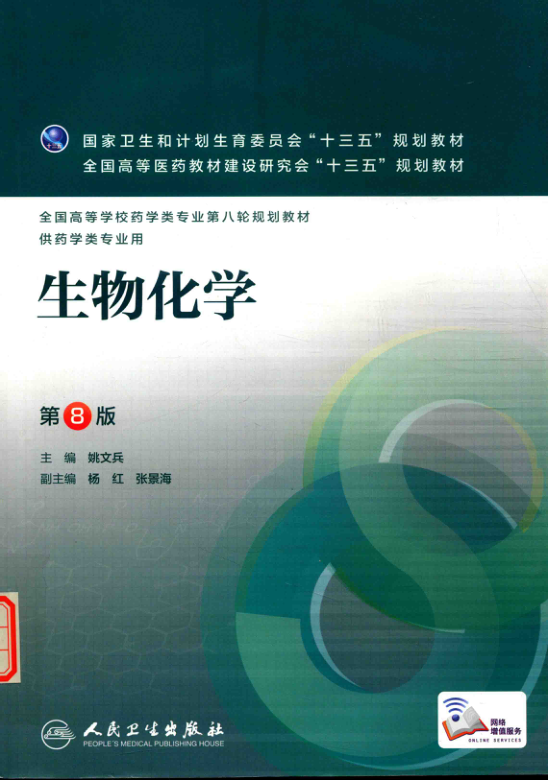 国家卫生和计划生育委员会“十三五”规划教材
全国高等医药教材建设研究会“十三五”规划教材
全国高等学校药学类专业第八轮规划教材
供药学类专业用
生物化学
第8版
主 编 姚文兵
副主编 杨 红 张景海
人民卫生出版社
PEOPLE'S MEDICAL PUBLISHING HOUSE
网络
增值服务
ONLINE SERVICES